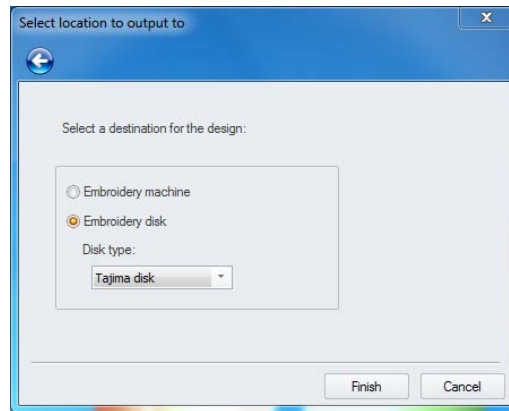 Select location to output to
Select a destination for the design:
Embroidery machine
Embroidery disk
Disk type:
Tajima disk
Finish
Cancel